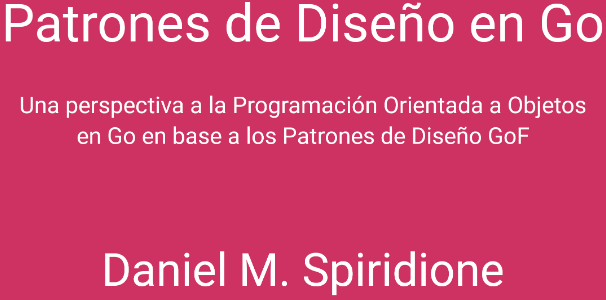 Patrones de Diseño en Go
Una perspectiva a la Programación Orientada a Objetos
en Go en base a los Patrones de Diseño GoF
Daniel M. Spiridione